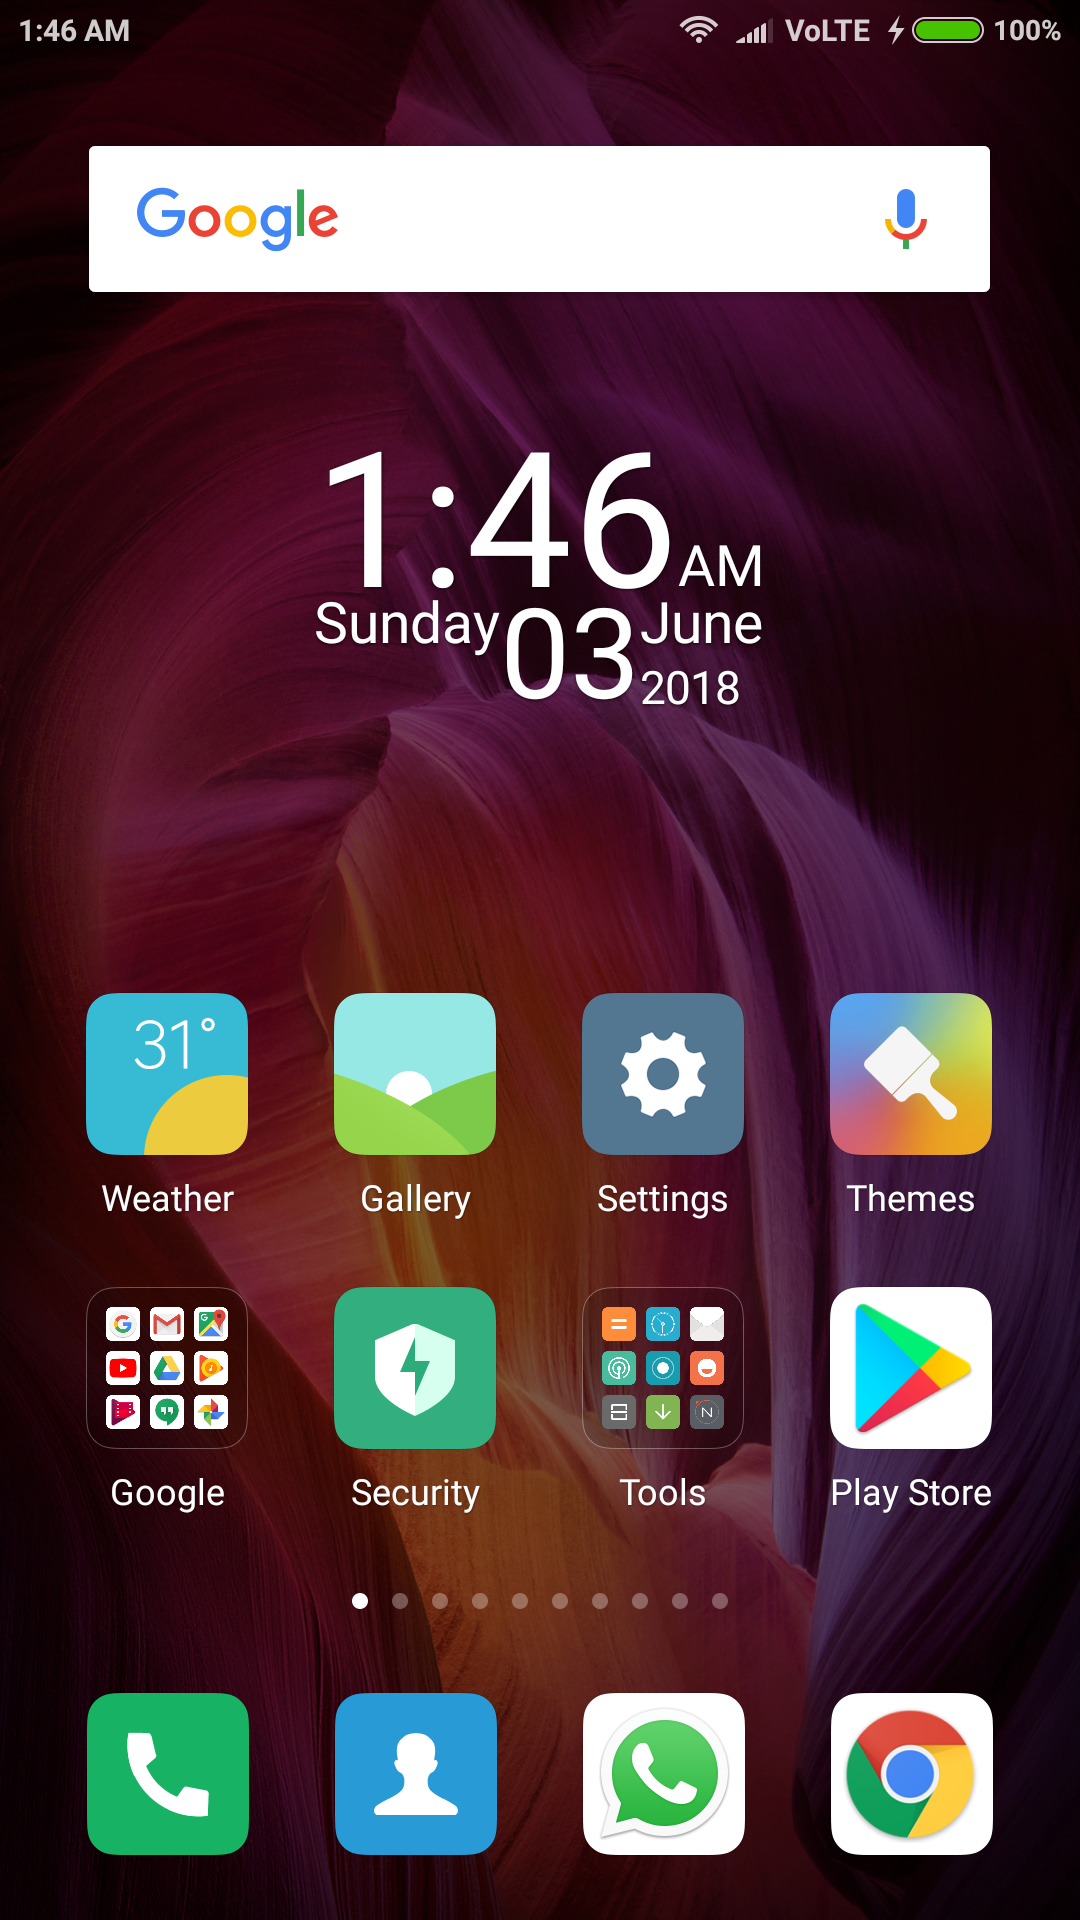 1:46 AM VoLTE 100%
Google
1:46 AM
Sunday 03 June
2018
31°
Weather Gallery Settings Themes
Google Security Tools Play Store